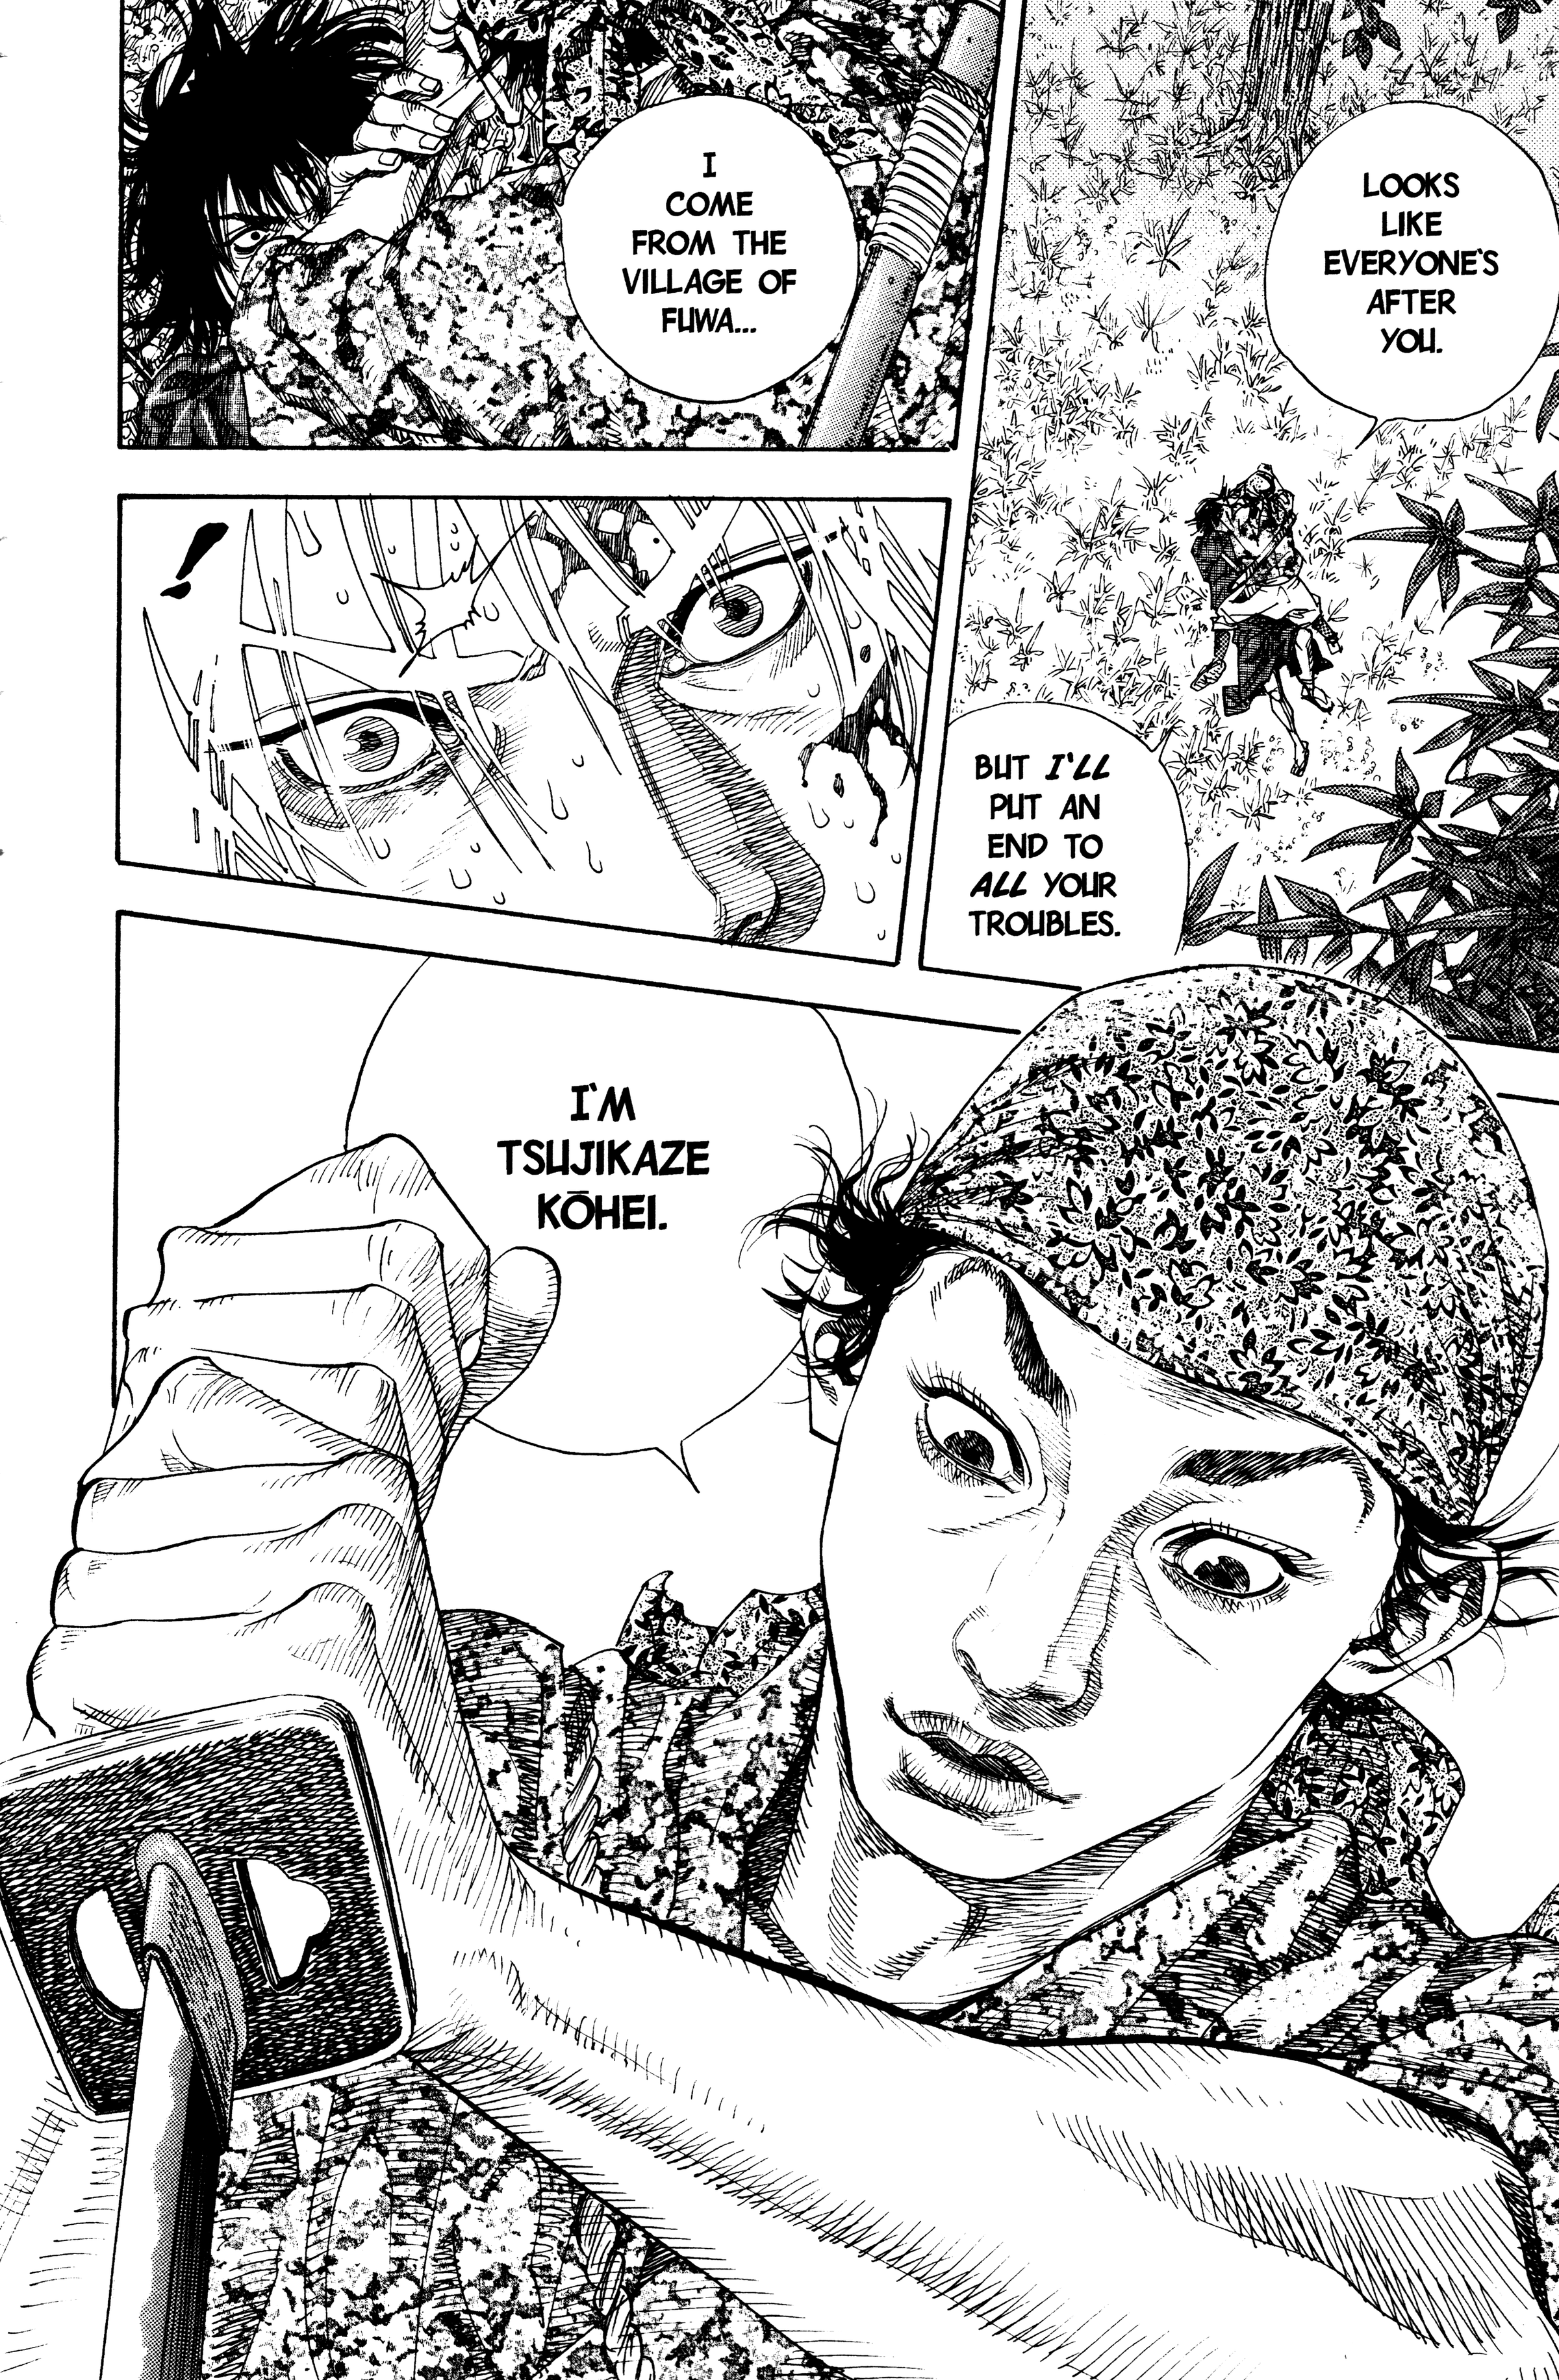 LOOKS
LIKE
EVERYONE'S
AFTER
YOU.
BUT I'LL
PUT AN
END TO
ALL YOUR
TROUBLES.
I
COME
FROM THE
VILLAGE OF
FUWA...
!
I'M
TSUJIKAZE
KŌHEI.